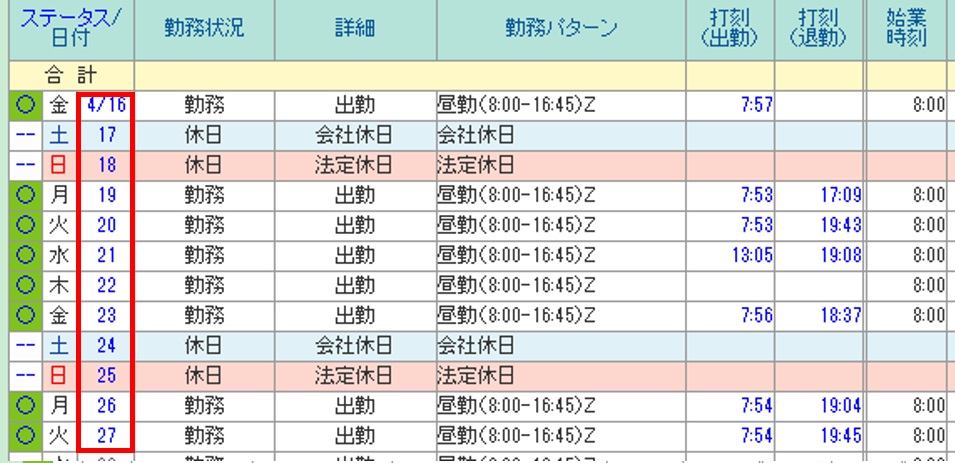 ステータス/日付 勤務状況 詳細 勤務パターン 打刻(出勤) 打刻(退勤) 始業時刻
合 計
○ 金 4/16 勤務 出勤 昼勤(8:00-16:45)Z 7:57 8:00
-- 土 17 休日 会社休日 会社休日
-- 日 18 休日 法定休日 法定休日
○ 月 19 勤務 出勤 昼勤(8:00-16:45)Z 7:53 17:09 8:00
○ 火 20 勤務 出勤 昼勤(8:00-16:45)Z 7:53 19:43 8:00
○ 水 21 勤務 出勤 昼勤(8:00-16:45)Z 13:05 19:08 8:00
○ 木 22 勤務 出勤 昼勤(8:00-16:45)Z 8:00
○ 金 23 勤務 出勤 昼勤(8:00-16:45)Z 7:56 18:37 8:00
-- 土 24 休日 会社休日 会社休日
-- 日 25 休日 法定休日 法定休日
○ 月 26 勤務 出勤 昼勤(8:00-16:45)Z 7:54 19:04 8:00
○ 火 27 勤務 出勤 昼勤(8:00-16:45)Z 7:54 19:45 8:00